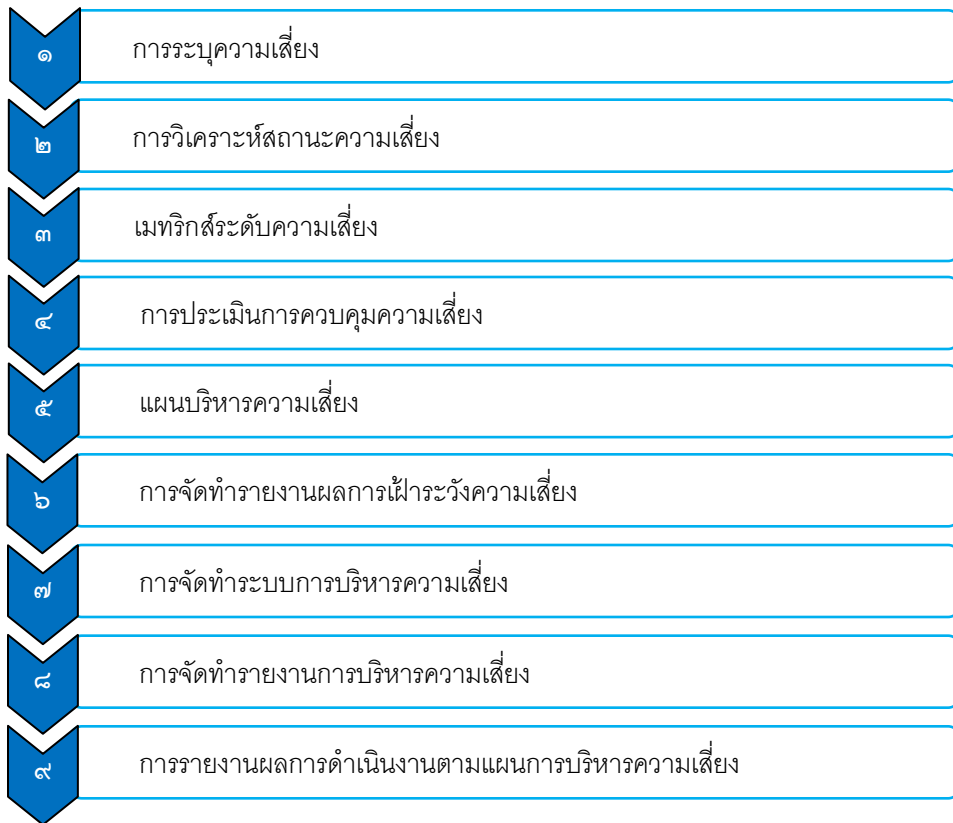 ๑ การระบุความเสี่ยง
๒ การวิเคราะห์สถานะความเสี่ยง
๓ เมทริกส์ระดับความเสี่ยง
๔ การประเมินการควบคุมความเสี่ยง
๕ แผนบริหารความเสี่ยง
๖ การจัดทำรายงานผลการเฝ้าระวังความเสี่ยง
๗ การจัดทำระบบการบริหารความเสี่ยง
๘ การจัดทำรายงานการบริหารความเสี่ยง
๙ การรายงานผลการดำเนินงานตามแผนการบริหารความเสี่ยง